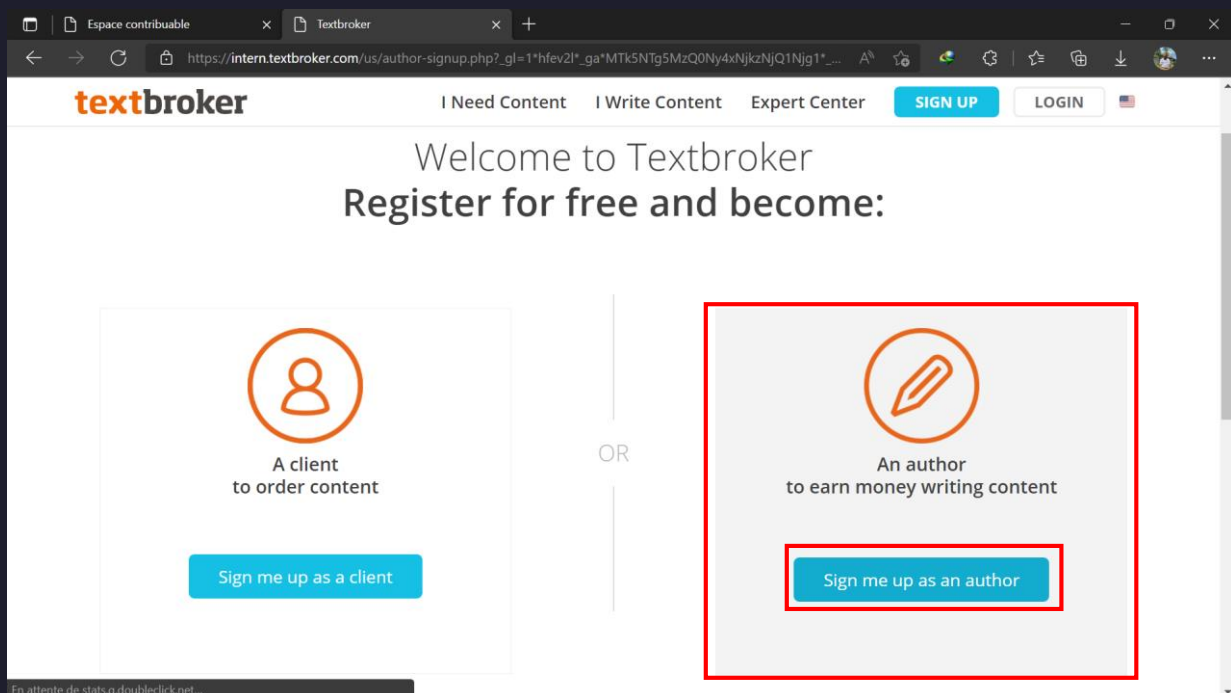 Espace contribuable
Textbroker
https://intern.textbroker.com/us/author-signup.php?_gl=1*hfev2l*_ga*MTk5NTg5MzQ0Ny4xNjkzNjQ1Njg1*_...
textbroker
I Need Content
I Write Content
Expert Center
SIGN UP
LOGIN
Welcome to Textbroker
Register for free and become:
A client
to order content
Sign me up as a client
OR
An author
to earn money writing content
Sign me up as an author
En attente de stats.g.doubleclick.net...